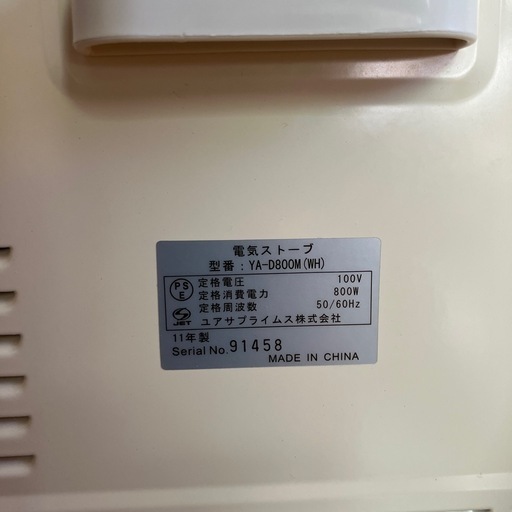 電気ストーブ
型番：YA-D800M(WH)
PSE 定格電圧 100V
定格消費電力 800W
JET 定格周波数 50/60Hz
ユアサプライムス株式会社
11年製
Serial No. 91458
MADE IN CHINA